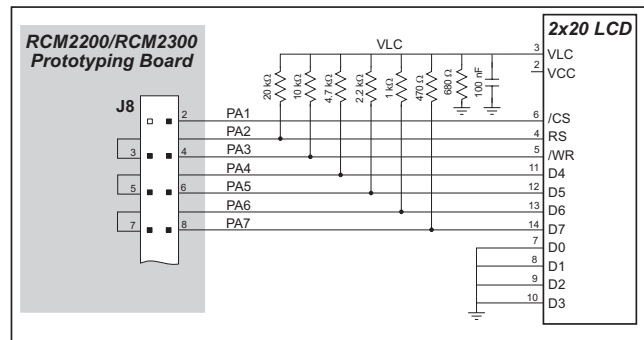 RCM2200/RCM2300
Prototyping Board
J8
2
3
4
5
6
7
8
PA1
PA2
PA3
PA4
PA5
PA6
PA7
VLC
20 kΩ
10 kΩ
4.7 kΩ
2.2 kΩ
1 kΩ
470 Ω
680 Ω
100 nF
2x20 LCD
3 VLC
2 VCC
6 /CS
4 RS
5 /WR
11 D4
12 D5
13 D6
14 D7
7 D0
8 D1
9 D2
10 D3